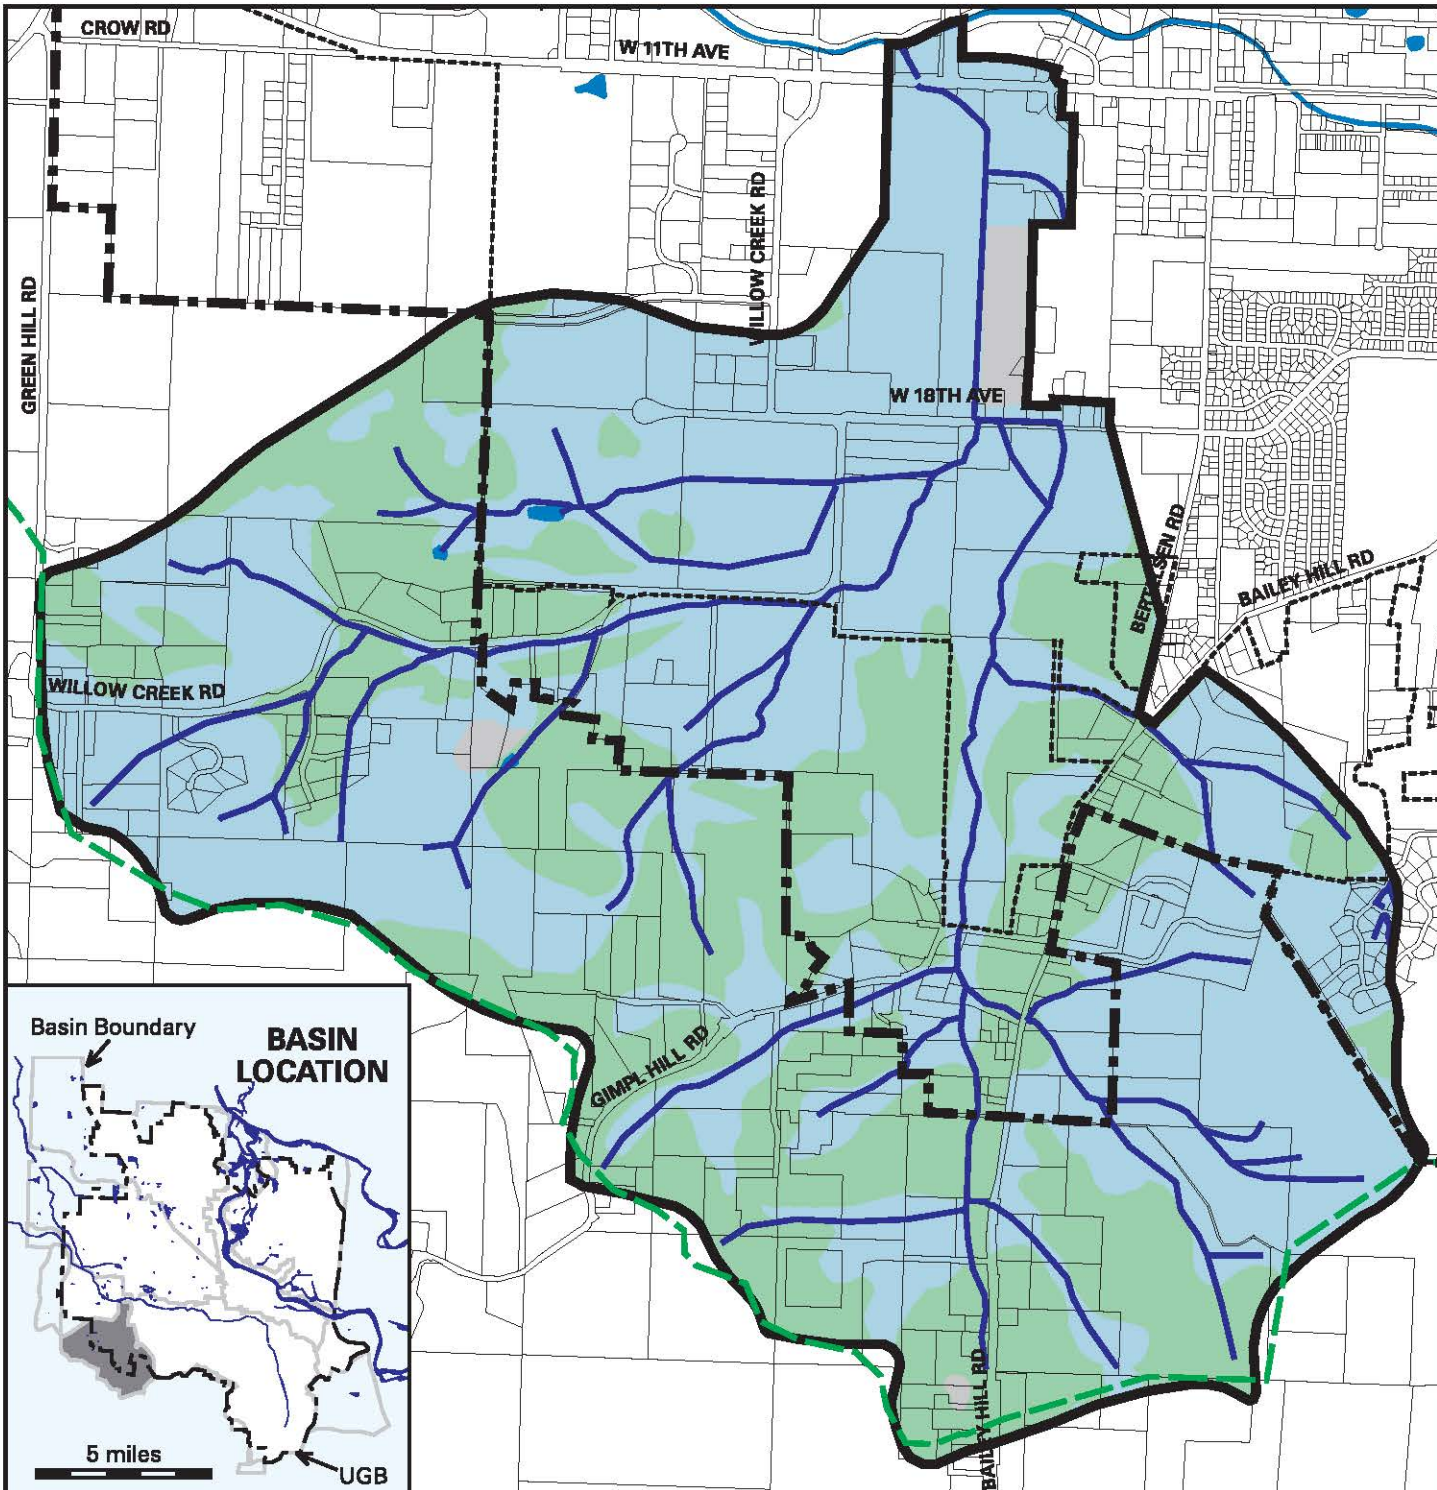 CROW RD
W 11TH AVE
WILLOW CREEK RD
GREEN HILL RD
W 18TH AVE
BERTELSEN RD
BAILEY HILL RD
WILLOW CREEK RD
GIMPL HILL RD
BAILEY HILL RD
Basin Boundary
BASIN
LOCATION
5 miles
UGB